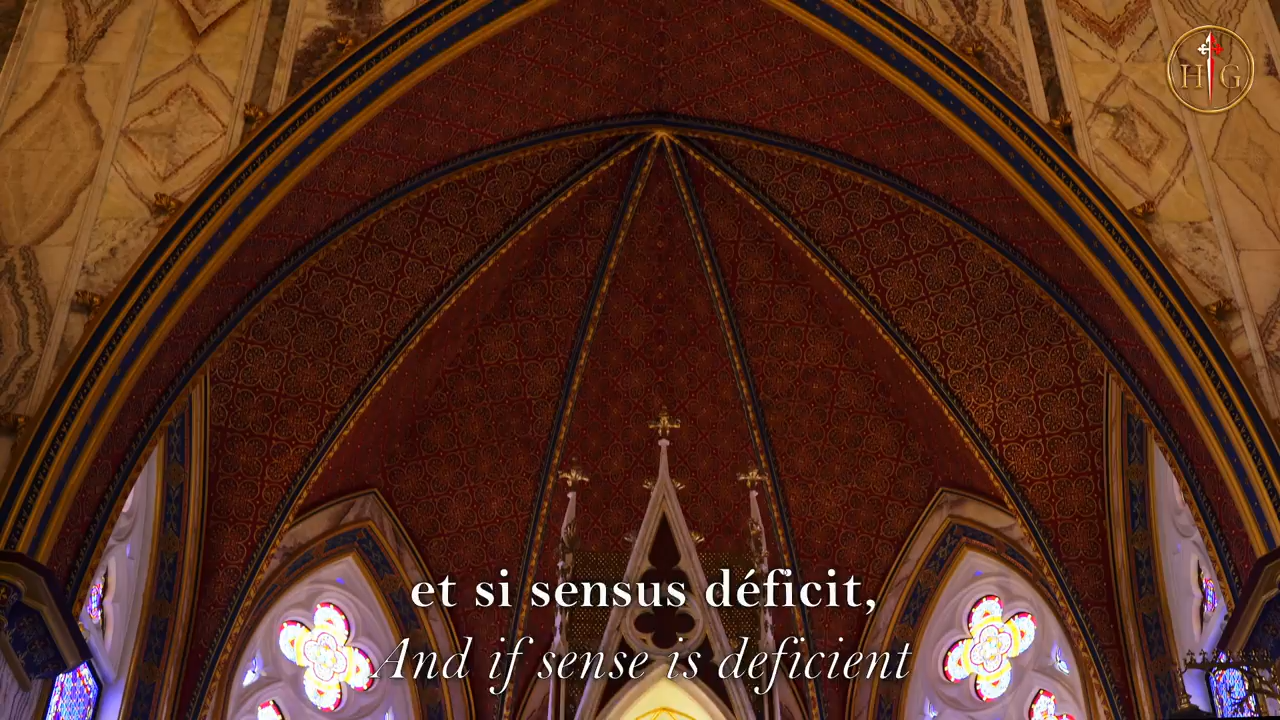 H G
et si sensus déficit,
And if sense is deficient